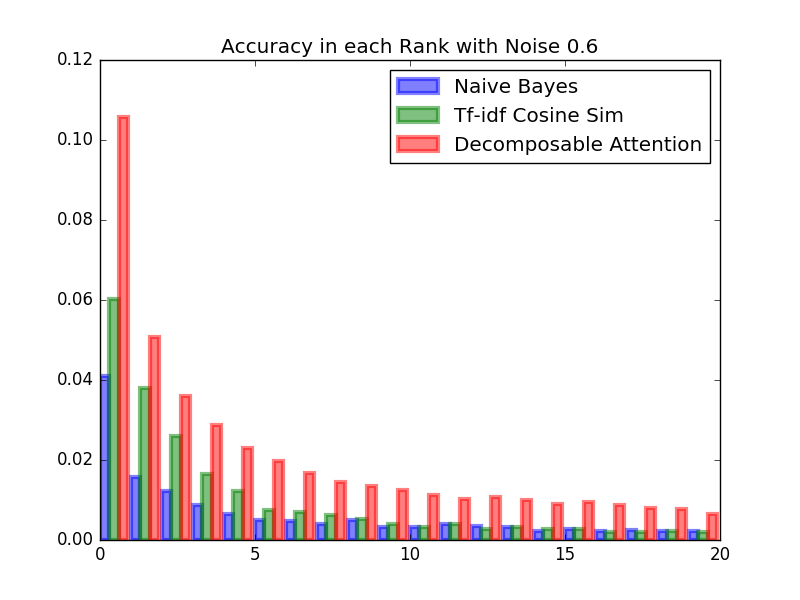 Accuracy in each Rank with Noise 0.6
Naive Bayes
Tf-idf Cosine Sim
Decomposable Attention
0.12
0.10
0.08
0.06
0.04
0.02
0.00
0 5 10 15 20